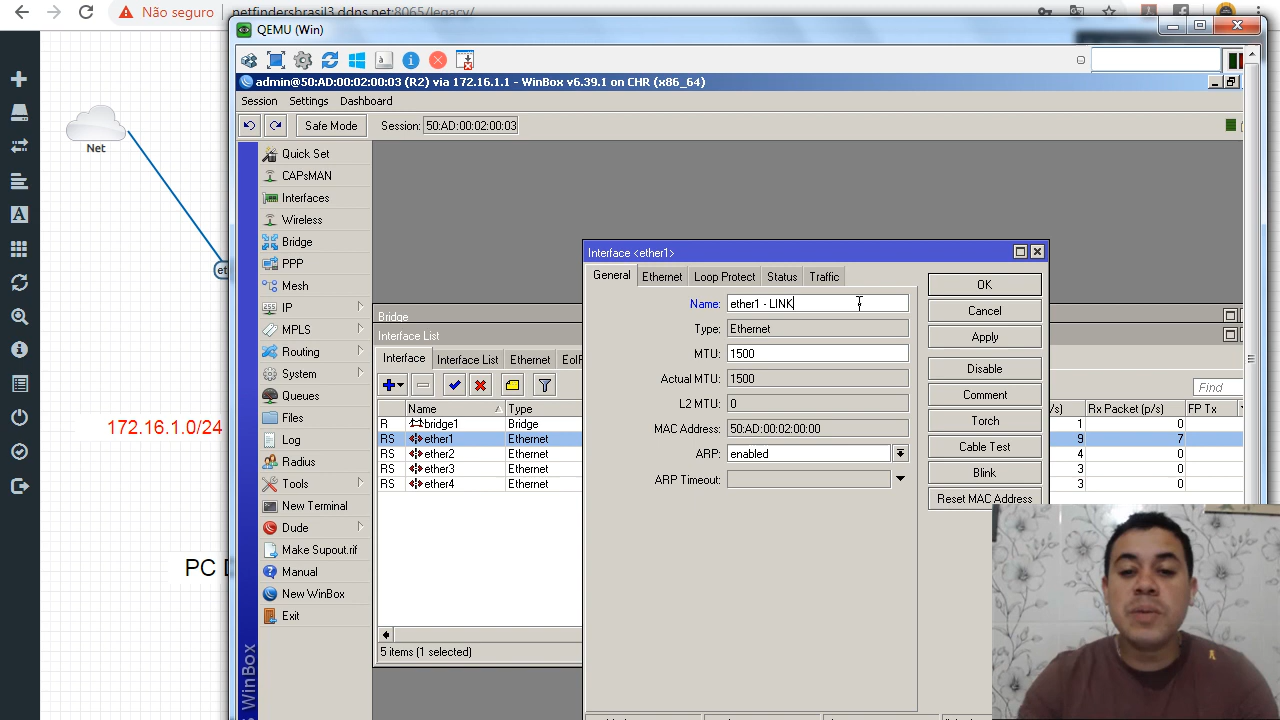 Não seguro
netfindersbrasil3.ddns.net:8065/legacy/
QEMU (Win)
admin@50:AD:00:02:00:03 (R2) via 172.16.1.1 - WinBox v6.39.1 on CHR (x86_64)
Session Settings Dashboard
Safe Mode Session: 50:AD:00:02:00:03
Net
172.16.1.0/24
PC
Quick Set
CAPsMAN
Interfaces
Wireless
Bridge
PPP
Mesh
IP
MPLS
Routing
System
Queues
Files
Log
Radius
Tools
New Terminal
Dude
Make Supout.rif
Manual
New WinBox
Exit
WinBox
Bridge
Interface List
Interface Interface List Ethernet EoIP
Find
Name Type
R bridge1 Bridge
RS ether1 Ethernet
RS ether2 Ethernet
RS ether3 Ethernet
RS ether4 Ethernet
/s) Rx Packet (p/s) FP Tx
1 0
9 7
4 0
3 0
3 0
5 items (1 selected)
Interface <ether1>
General Ethernet Loop Protect Status Traffic
Name: ether1 - LINK
Type: Ethernet
MTU: 1500
Actual MTU: 1500
L2 MTU: 0
MAC Address: 50:AD:00:02:00:00
ARP: enabled
ARP Timeout:
OK
Cancel
Apply
Disable
Comment
Torch
Cable Test
Blink
Reset MAC Address